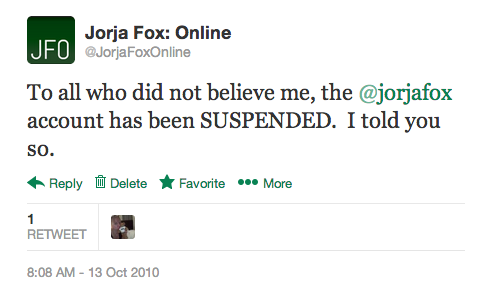 JFO
Jorja Fox: Online
@JorjaFoxOnline
To all who did not believe me, the @jorjafox
account has been SUSPENDED.  I told you
so.
Reply Delete Favorite More
1
RETWEET
8:08 AM - 13 Oct 2010